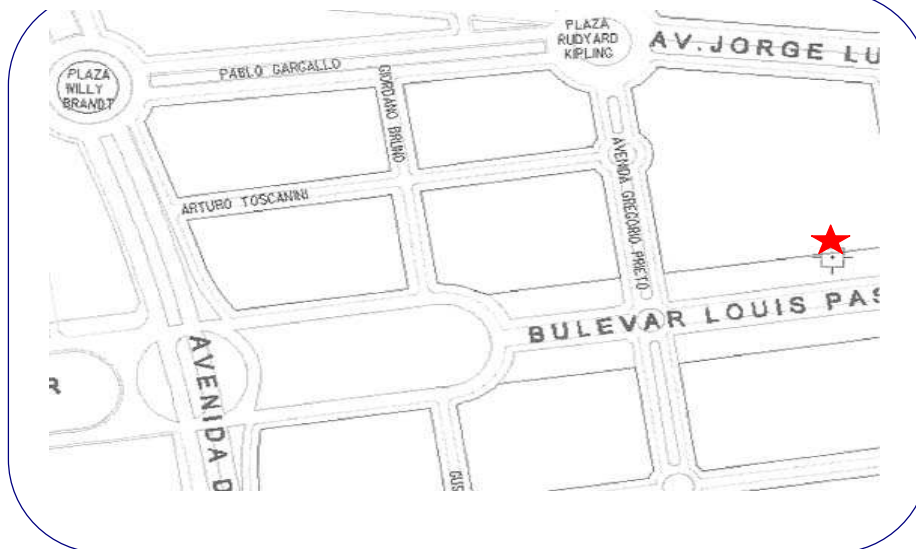 PLAZA
RUDYARD
KIPLING
AV. JORGE LU
PLAZA
WILLY
BRANDT
PABLO GARGALLO
GIORDANO BRUNO
AVENIDA GREGORIO PRIETO
ARTURO TOSCANINI
BULEVAR LOUIS PAS
AVENIDA D
R
GUS